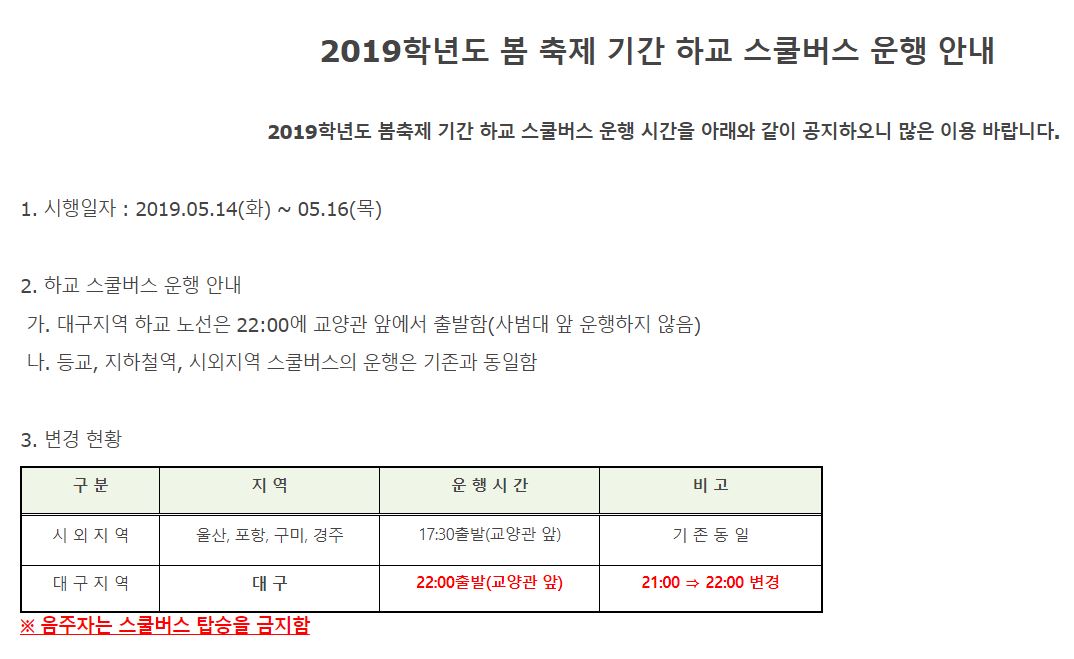 2019학년도 봄 축제 기간 하교 스쿨버스 운행 안내
2019학년도 봄축제 기간 하교 스쿨버스 운행 시간을 아래와 같이 공지하오니 많은 이용 바랍니다.
1. 시행일자 : 2019.05.14(화) ~ 05.16(목)
2. 하교 스쿨버스 운행 안내
가. 대구지역 하교 노선은 22:00에 교양관 앞에서 출발함(사범대 앞 운행하지 않음)
나. 등교, 지하철역, 시외지역 스쿨버스의 운행은 기존과 동일함
3. 변경 현황
구 분 지 역 운 행 시 간 비 고
시 외 지 역 울산, 포항, 구미, 경주 17:30출발(교양관 앞) 기 존 동 일
대 구 지 역 대 구 22:00출발(교양관 앞) 21:00 ⇒ 22:00 변경
※ 음주자는 스쿨버스 탑승을 금지함